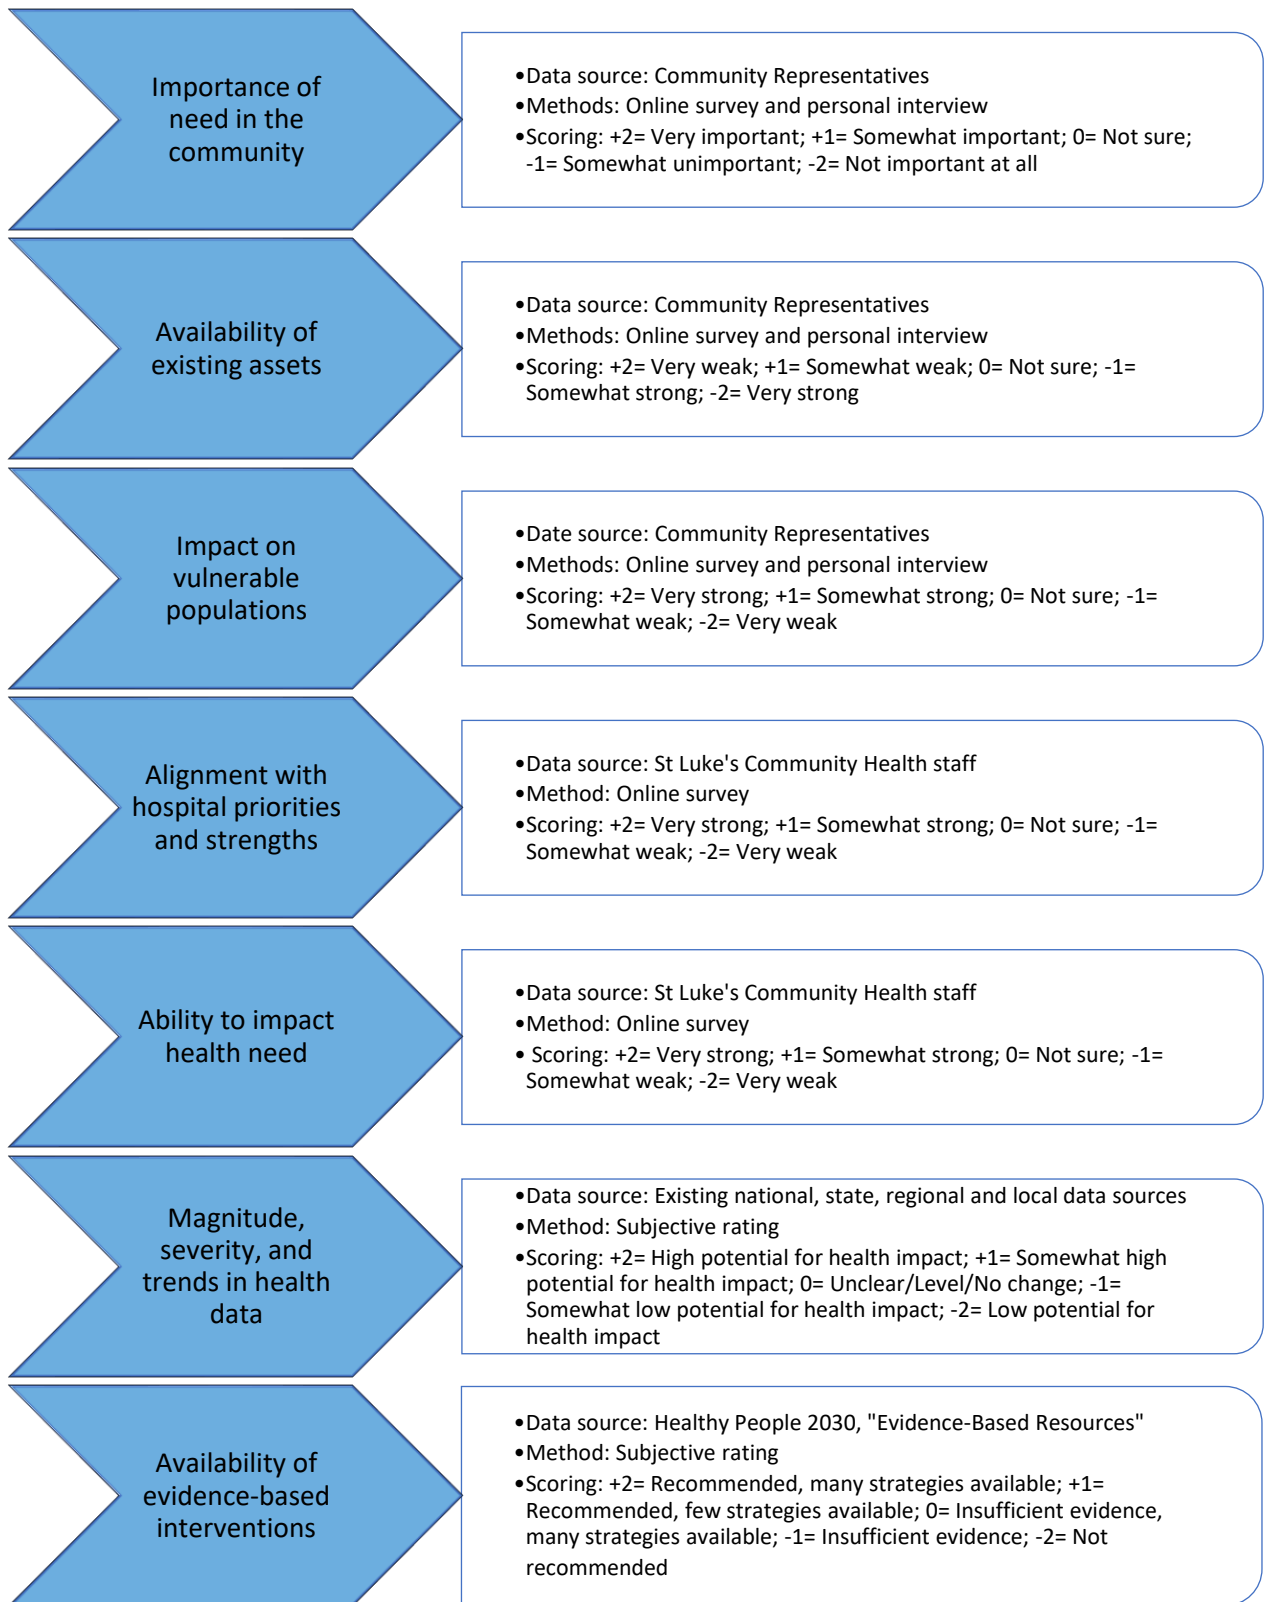 Importance of
need in the
community
•Data source: Community Representatives
•Methods: Online survey and personal interview
•Scoring: +2= Very important; +1= Somewhat important; 0= Not sure;
-1= Somewhat unimportant; -2= Not important at all
Availability of
existing assets
•Data source: Community Representatives
•Methods: Online survey and personal interview
•Scoring: +2= Very weak; +1= Somewhat weak; 0= Not sure; -1=
Somewhat strong; -2= Very strong
Impact on
vulnerable
populations
•Date source: Community Representatives
•Methods: Online survey and personal interview
•Scoring: +2= Very strong; +1= Somewhat strong; 0= Not sure; -1=
Somewhat weak; -2= Very weak
Alignment with
hospital priorities
and strengths
•Data source: St Luke's Community Health staff
•Method: Online survey
•Scoring: +2= Very strong; +1= Somewhat strong; 0= Not sure; -1=
Somewhat weak; -2= Very weak
Ability to impact
health need
•Data source: St Luke's Community Health staff
•Method: Online survey
• Scoring: +2= Very strong; +1= Somewhat strong; 0= Not sure; -1=
Somewhat weak; -2= Very weak
Magnitude,
severity, and
trends in health
data
•Data source: Existing national, state, regional and local data sources
•Method: Subjective rating
•Scoring: +2= High potential for health impact; +1= Somewhat high
potential for health impact; 0= Unclear/Level/No change; -1=
Somewhat low potential for health impact; -2= Low potential for
health impact
Availability of
evidence-based
interventions
•Data source: Healthy People 2030, "Evidence-Based Resources"
•Method: Subjective rating
•Scoring: +2= Recommended, many strategies available; +1=
Recommended, few strategies available; 0= Insufficient evidence,
many strategies available; -1= Insufficient evidence; -2= Not
recommended